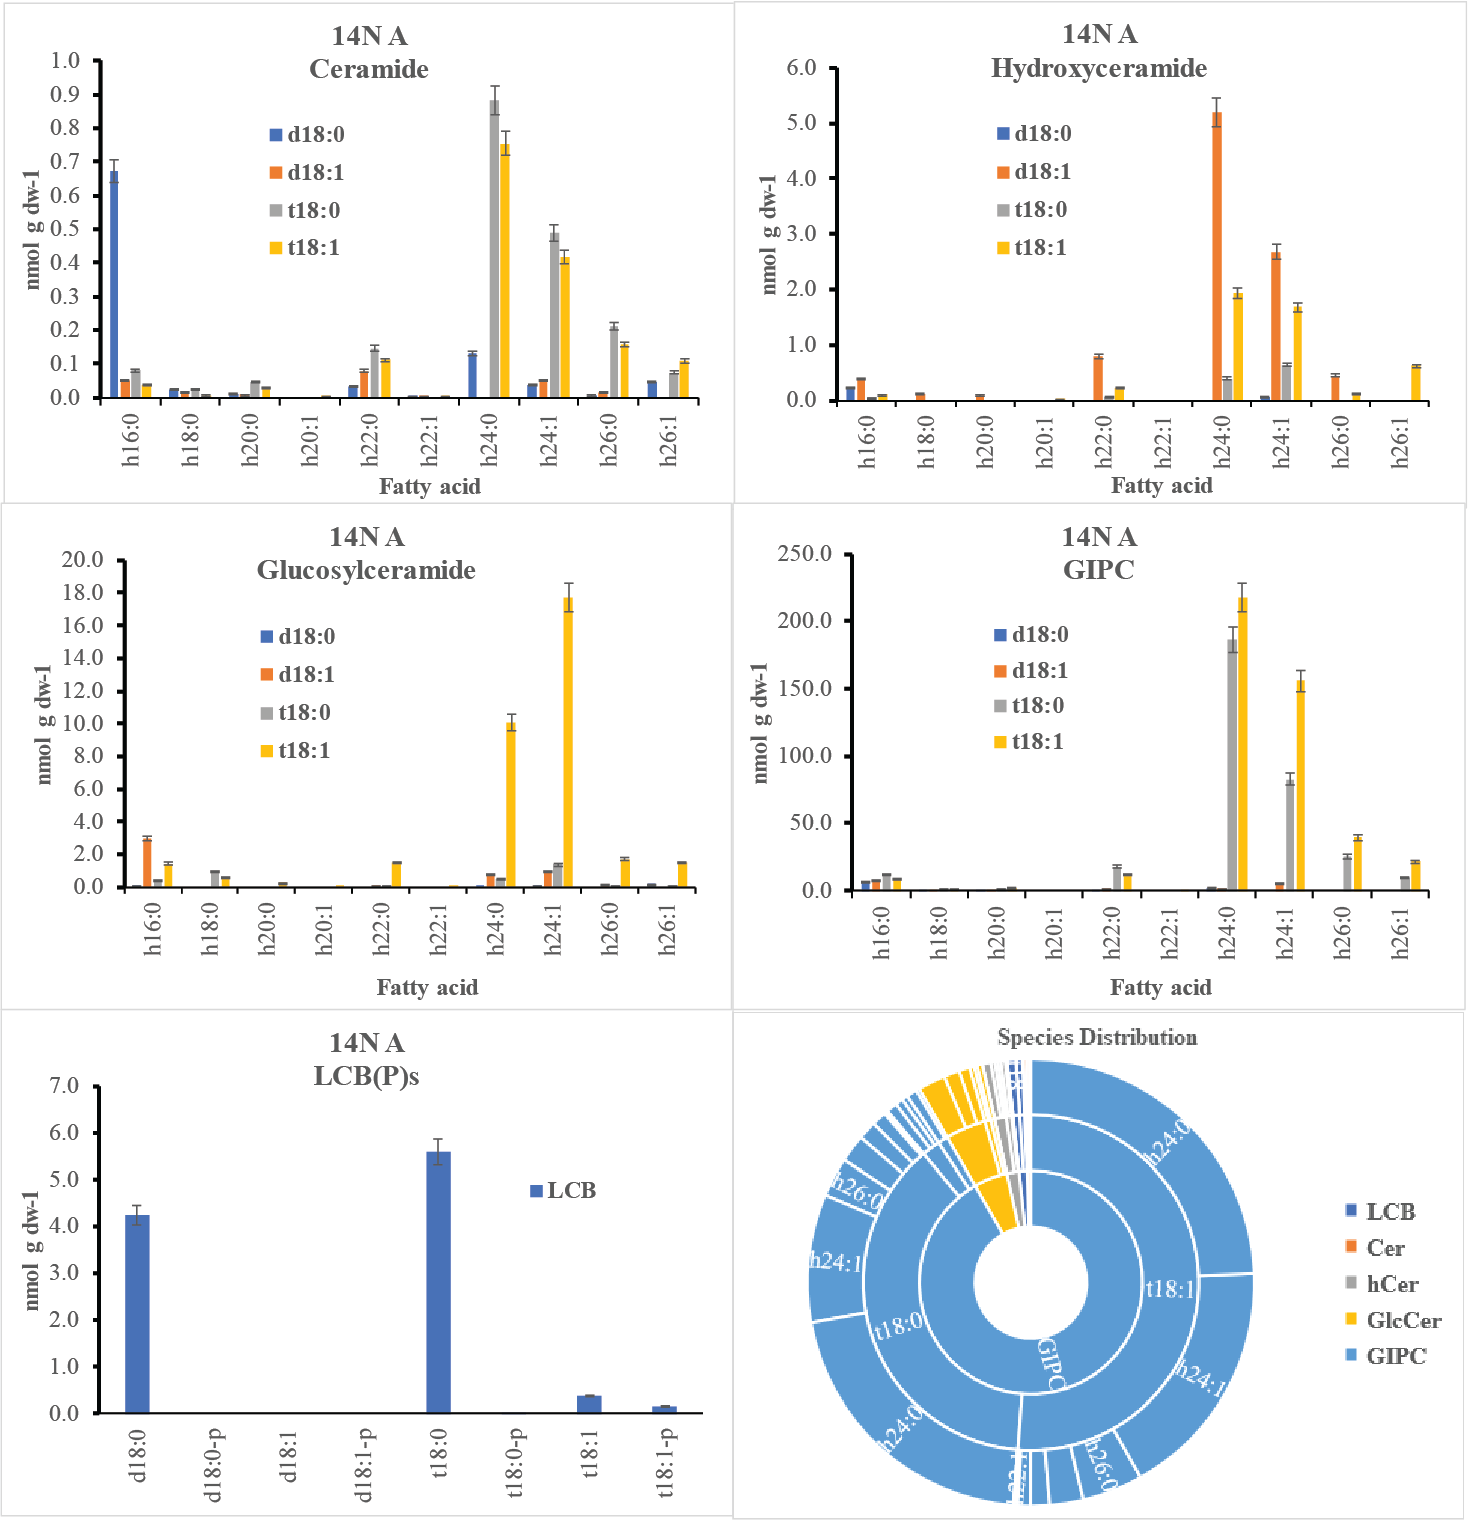 14N A
Ceramide
1.0
0.9
0.8
0.7
0.6
0.5
0.4
0.3
0.2
0.1
0.0
nmol g dw-1
d18:0
d18:1
t18:0
t18:1
h16:0
h18:0
h20:0
h20:1
h22:0
h22:1
h24:0
h24:1
h26:0
h26:1
Fatty acid
14N A
Hydroxyceramide
6.0
5.0
4.0
3.0
2.0
1.0
0.0
nmol g dw-1
d18:0
d18:1
t18:0
t18:1
h16:0
h18:0
h20:0
h20:1
h22:0
h22:1
h24:0
h24:1
h26:0
h26:1
Fatty acid
14N A
Glucosylceramide
20.0
18.0
16.0
14.0
12.0
10.0
8.0
6.0
4.0
2.0
0.0
nmol g dw-1
d18:0
d18:1
t18:0
t18:1
h16:0
h18:0
h20:0
h20:1
h22:0
h22:1
h24:0
h24:1
h26:0
h26:1
Fatty acid
14N A
GIPC
250.0
200.0
150.0
100.0
50.0
0.0
nmol g dw-1
d18:0
d18:1
t18:0
t18:1
h16:0
h18:0
h20:0
h20:1
h22:0
h22:1
h24:0
h24:1
h26:0
h26:1
Fatty acid
14N A
LCB(P)s
7.0
6.0
5.0
4.0
3.0
2.0
1.0
0.0
nmol g dw-1
LCB
d18:0
d18:0-p
d18:1
d18:1-p
t18:0
t18:0-p
t18:1
t18:1-p
Species Distribution
h24:0
h24:1
h26:0
h22:1
h24:0
h24:1
h26:0
t18:1
t18:0
GIPC
LCB
Cer
hCer
GlcCer
GIPC